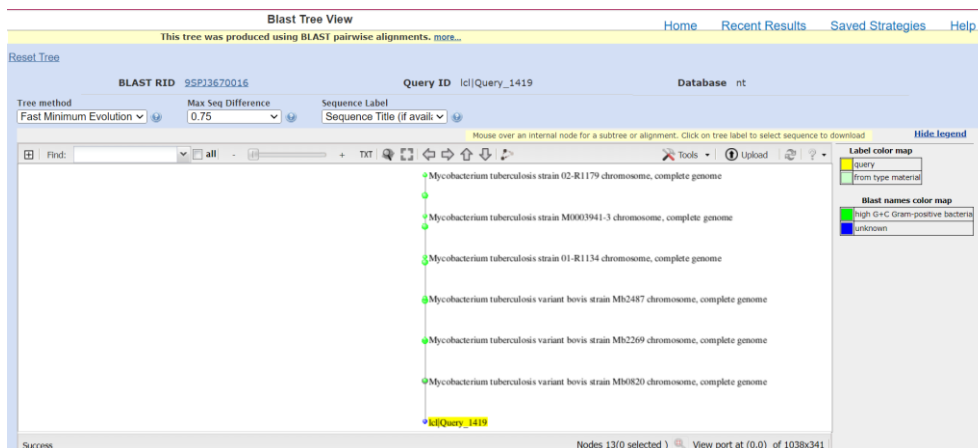 Blast Tree View
Home Recent Results Saved Strategies Help
This tree was produced using BLAST pairwise alignments. more...
Reset Tree
BLAST RID 9SPJ3670016 Query ID lcl|Query_1419 Database nt
Tree method Max Seq Difference Sequence Label
Fast Minimum Evolution 0.75 Sequence Title (if availa
Mouse over an internal node for a subtree or alignment. Click on tree label to select sequence to download Hide legend
Find: all - + TXT Tools Upload ?
Label color map
query
from type material
Blast names color map
high G+C Gram-positive bacteria
unknown
Mycobacterium tuberculosis strain 02-R1179 chromosome, complete genome
Mycobacterium tuberculosis strain M0003941-3 chromosome, complete genome
Mycobacterium tuberculosis strain 01-R1134 chromosome, complete genome
Mycobacterium tuberculosis variant bovis strain Mb2487 chromosome, complete genome
Mycobacterium tuberculosis variant bovis strain Mb2269 chromosome, complete genome
Mycobacterium tuberculosis variant bovis strain Mb0820 chromosome, complete genome
lcl|Query_1419
Success Nodes 13(0 selected ) View port at (0,0) of 1038x341